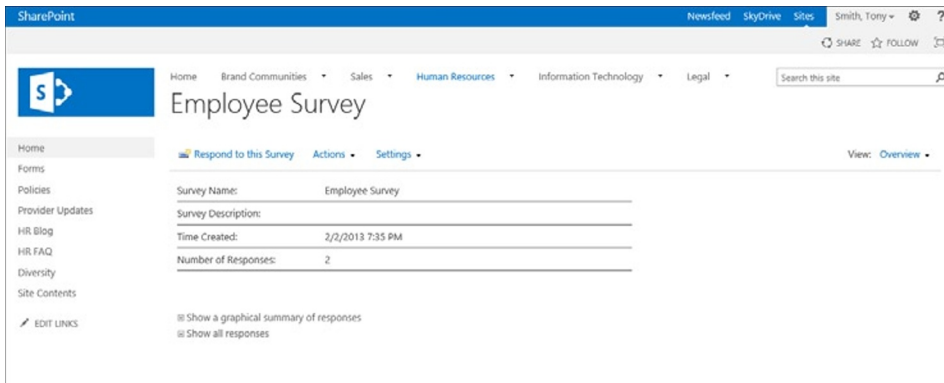 SharePoint Newsfeed SkyDrive Sites Smith, Tony ?
SHARE FOLLOW
S
Home Brand Communities Sales Human Resources Information Technology Legal Search this site
Employee Survey
Home
Forms
Policies
Provider Updates
HR Blog
HR FAQ
Diversity
Site Contents
EDIT LINKS
Respond to this Survey Actions Settings View: Overview
Survey Name: Employee Survey
Survey Description:
Time Created: 2/2/2013 7:35 PM
Number of Responses: 2
Show a graphical summary of responses
Show all responses